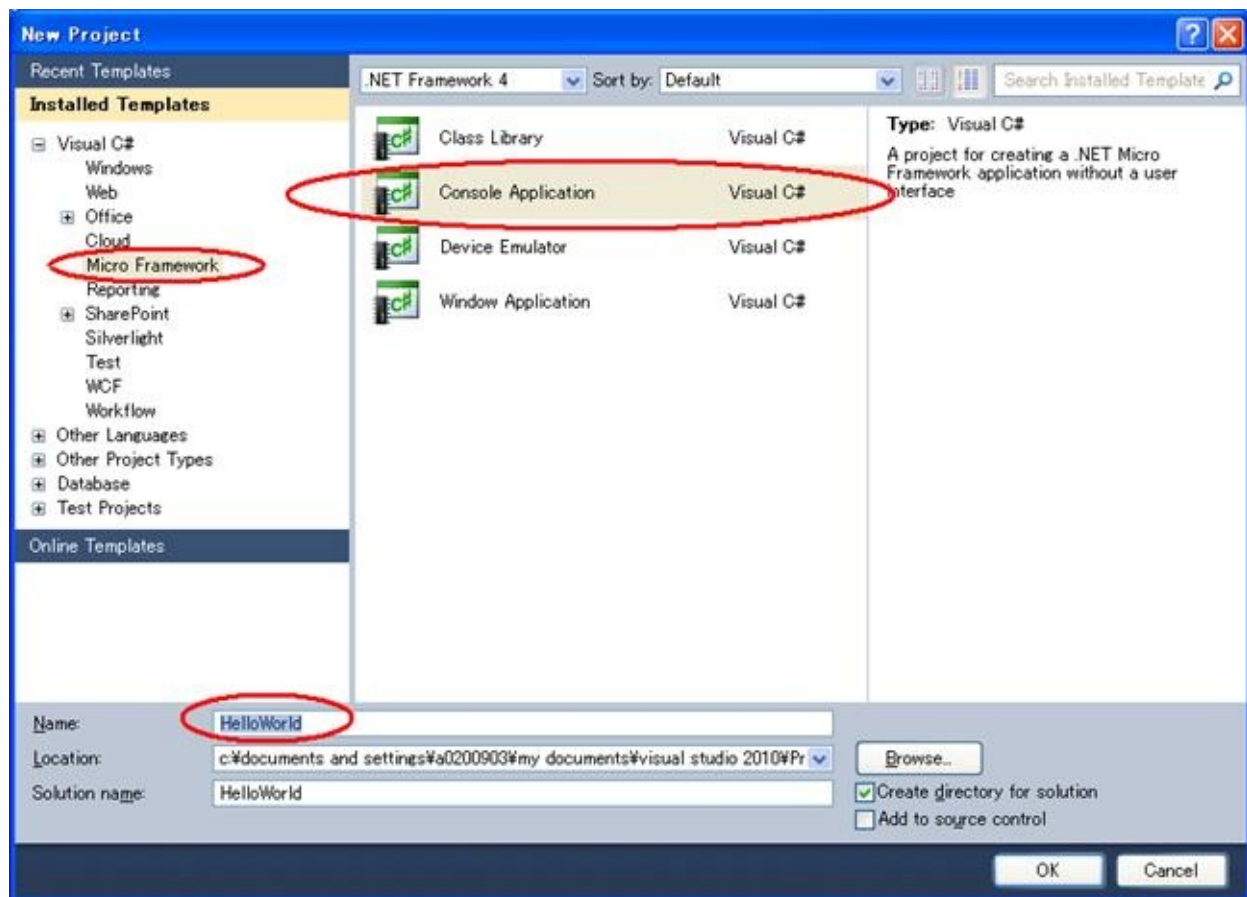 New Project
Recent Templates
Installed Templates
Visual C#
Windows
Web
Office
Cloud
Micro Framework
Reporting
SharePoint
Silverlight
Test
WCF
Workflow
Other Languages
Other Project Types
Database
Test Projects
Online Templates
.NET Framework 4 Sort by: Default
Search Installed Template
Class Library Visual C#
Console Application Visual C#
Device Emulator Visual C#
Window Application Visual C#
Type: Visual C#
A project for creating a .NET Micro
Framework application without a user
interface
Name: HelloWorld
Location: c:¥documents and settings¥a0200903¥my documents¥visual studio 2010¥Pr
Browse...
Solution name: HelloWorld
Create directory for solution
Add to source control
OK Cancel